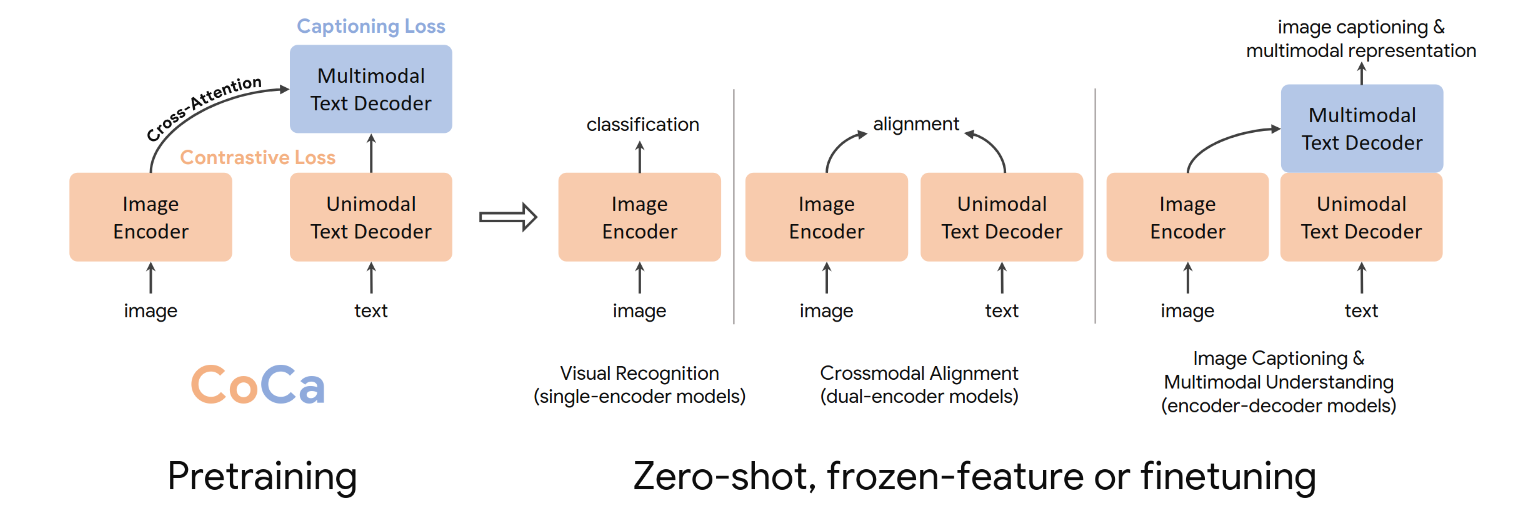 Captioning Loss
Multimodal
Text Decoder
Cross-Attention
Contrastive Loss
Image
Encoder
Unimodal
Text Decoder
image
text
CoCa
Pretraining
classification
Image
Encoder
image
Visual Recognition
(single-encoder models)
alignment
Image
Encoder
Unimodal
Text Decoder
image
text
Crossmodal Alignment
(dual-encoder models)
image captioning &
multimodal representation
Multimodal
Text Decoder
Image
Encoder
Unimodal
Text Decoder
image
text
Image Captioning &
Multimodal Understanding
(encoder-decoder models)
Zero-shot, frozen-feature or finetuning